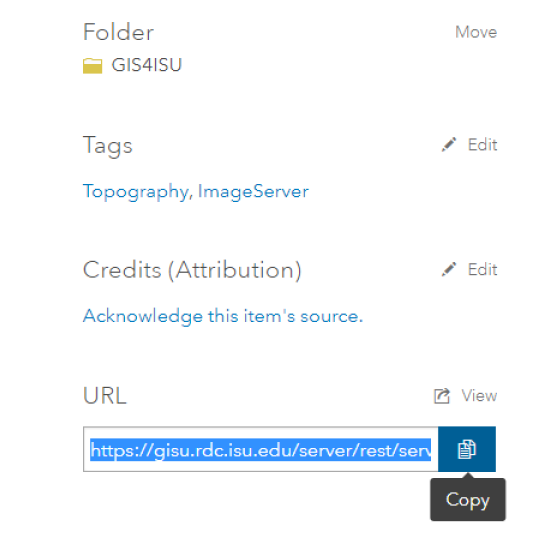 Folder Move
GIS4ISU
Tags Edit
Topography, ImageServer
Credits (Attribution) Edit
Acknowledge this item's source.
URL View
https://gisu.rdc.isu.edu/server/rest/serv
Copy